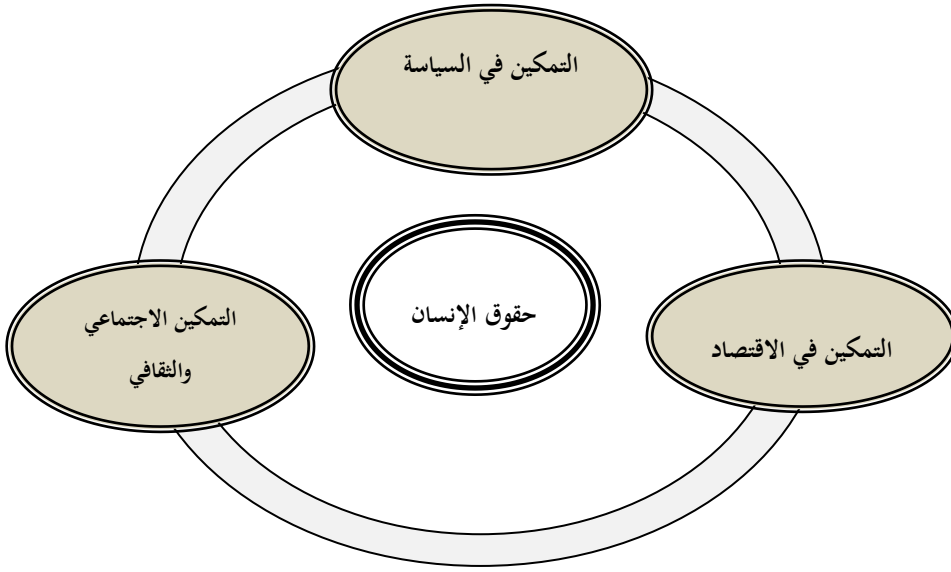 التمكين في السياسة
حقوق الإنسان
التمكين في الاقتصاد
التمكين الاجتماعي
والثقافي